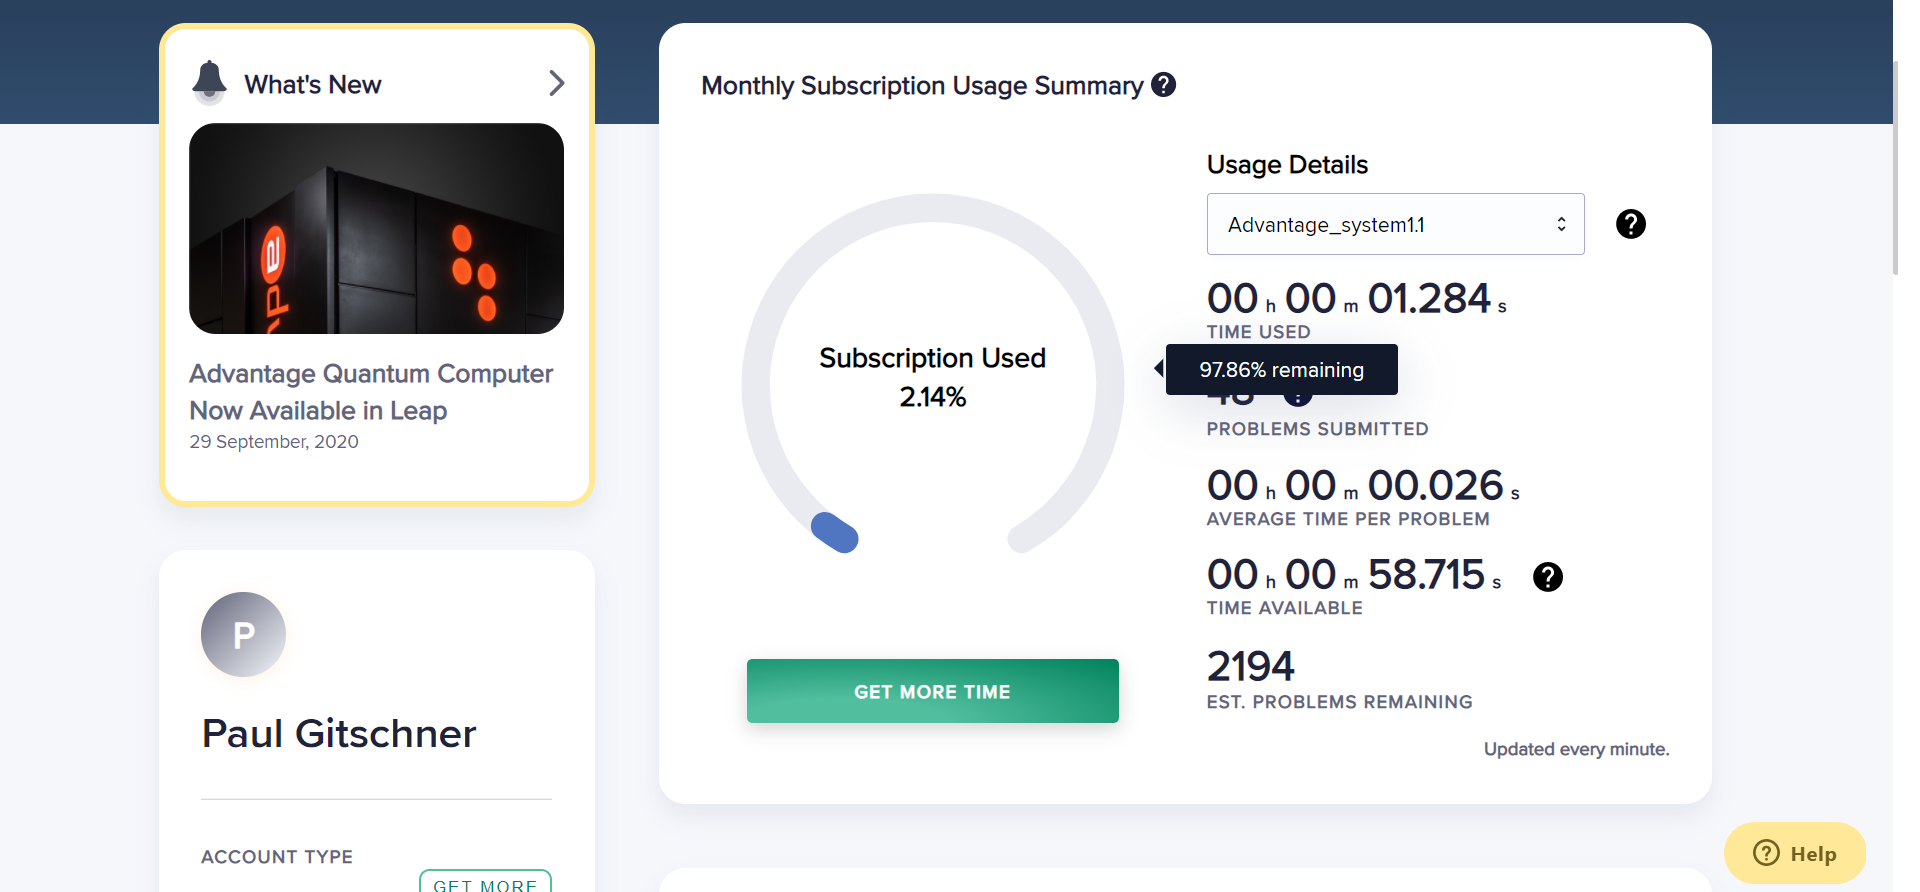 What's New
Advantage Quantum Computer
Now Available in Leap
29 September, 2020
P
Paul Gitschner
ACCOUNT TYPE
GET MORE
Monthly Subscription Usage Summary ?
Subscription Used
2.14%
GET MORE TIME
Usage Details
Advantage_system1.1 ?
00 h 00 m 01.284 s
TIME USED
97.86% remaining
48 ?
PROBLEMS SUBMITTED
00 h 00 m 00.026 s
AVERAGE TIME PER PROBLEM
00 h 00 m 58.715 s ?
TIME AVAILABLE
2194
EST. PROBLEMS REMAINING
Updated every minute.
? Help